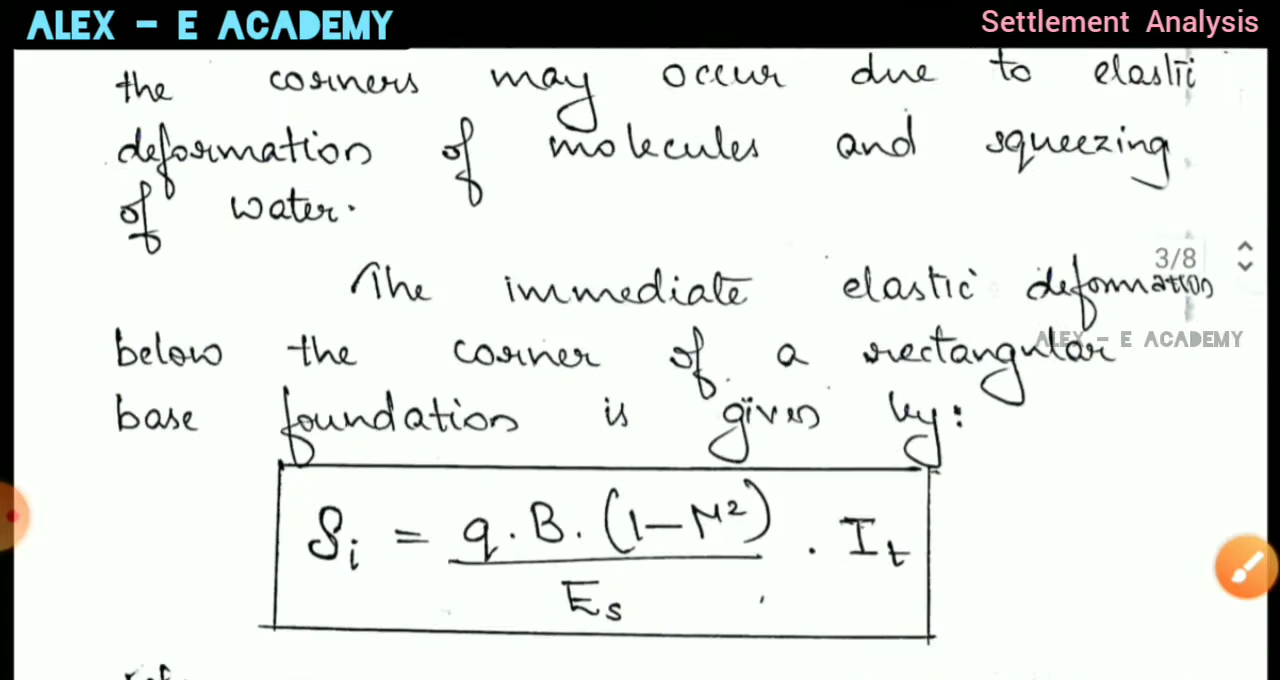 ALEX - E ACADEMY
Settlement Analysis
the corners may occur due to elastic
deformation of molecules and squeezing
of water.
3/8
The immediate elastic deformation
ALEX - E ACADEMY
below the corner of a rectangular
base foundation is given by:
Si = q.B.(1-μ²) . It
Es